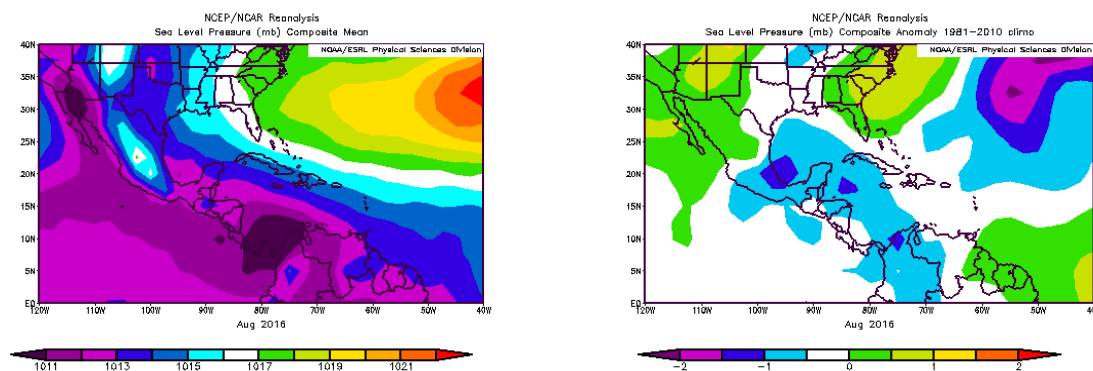 NCEP/NCAR Reanalysis
Sea Level Pressure (mb) Composite Mean
NOAA/ESRL Physical Sciences Division
40N
35N
30N
25N
20N
15N
10N
5N
EQ
120W 110W 100W 90W 80W 70W 60W 50W 40W
Aug 2016
1011 1013 1015 1017 1019 1021
NCEP/NCAR Reanalysis
Sea Level Pressure (mb) Composite Anomaly 1981-2010 climo
NOAA/ESRL Physical Sciences Division
40N
35N
30N
25N
20N
15N
10N
5N
EQ
120W 110W 100W 90W 80W 70W 60W 50W 40W
Aug 2016
-2 -1 0 1 2